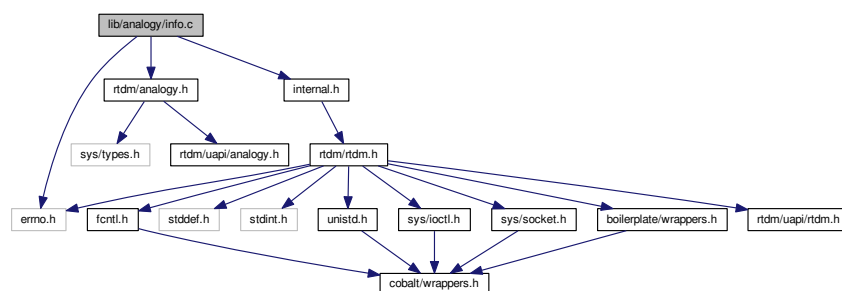 lib/analogy/info.c
rtdm/analogy.h
internal.h
sys/types.h
rtdm/uapi/analogy.h
rtdm/rtdm.h
errno.h
fcntl.h
stddef.h
stdint.h
unistd.h
sys/ioctl.h
sys/socket.h
boilerplate/wrappers.h
rtdm/uapi/rtdm.h
cobalt/wrappers.h